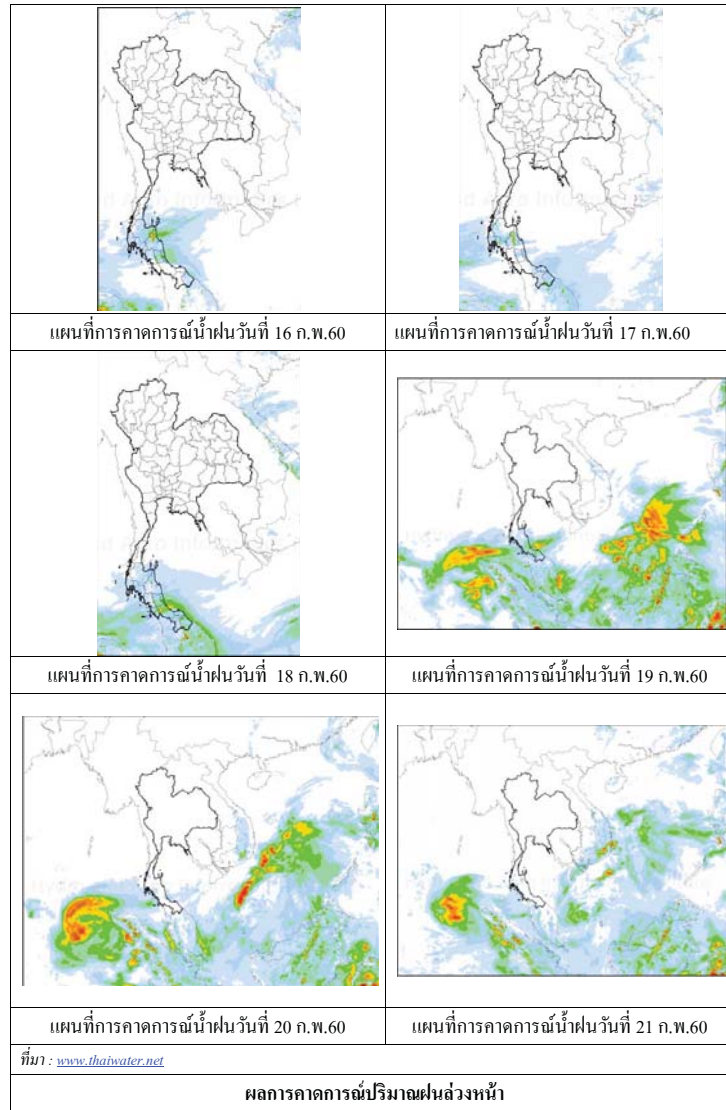 แผนที่การคาดการณ์น้ำฝนวันที่ 16 ก.พ.60
แผนที่การคาดการณ์น้ำฝนวันที่ 17 ก.พ.60
แผนที่การคาดการณ์น้ำฝนวันที่ 18 ก.พ.60
แผนที่การคาดการณ์น้ำฝนวันที่ 19 ก.พ.60
แผนที่การคาดการณ์น้ำฝนวันที่ 20 ก.พ.60
แผนที่การคาดการณ์น้ำฝนวันที่ 21 ก.พ.60
ที่มา : www.thaiwater.net
ผลการคาดการณ์ปริมาณฝนล่วงหน้า